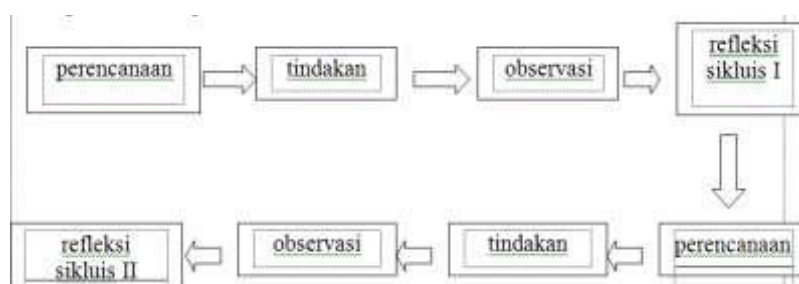 perencanaan
tindakan
observasi
refleksi
sikluis I
refleksi
sikluis II
observasi
tindakan
perencanaan